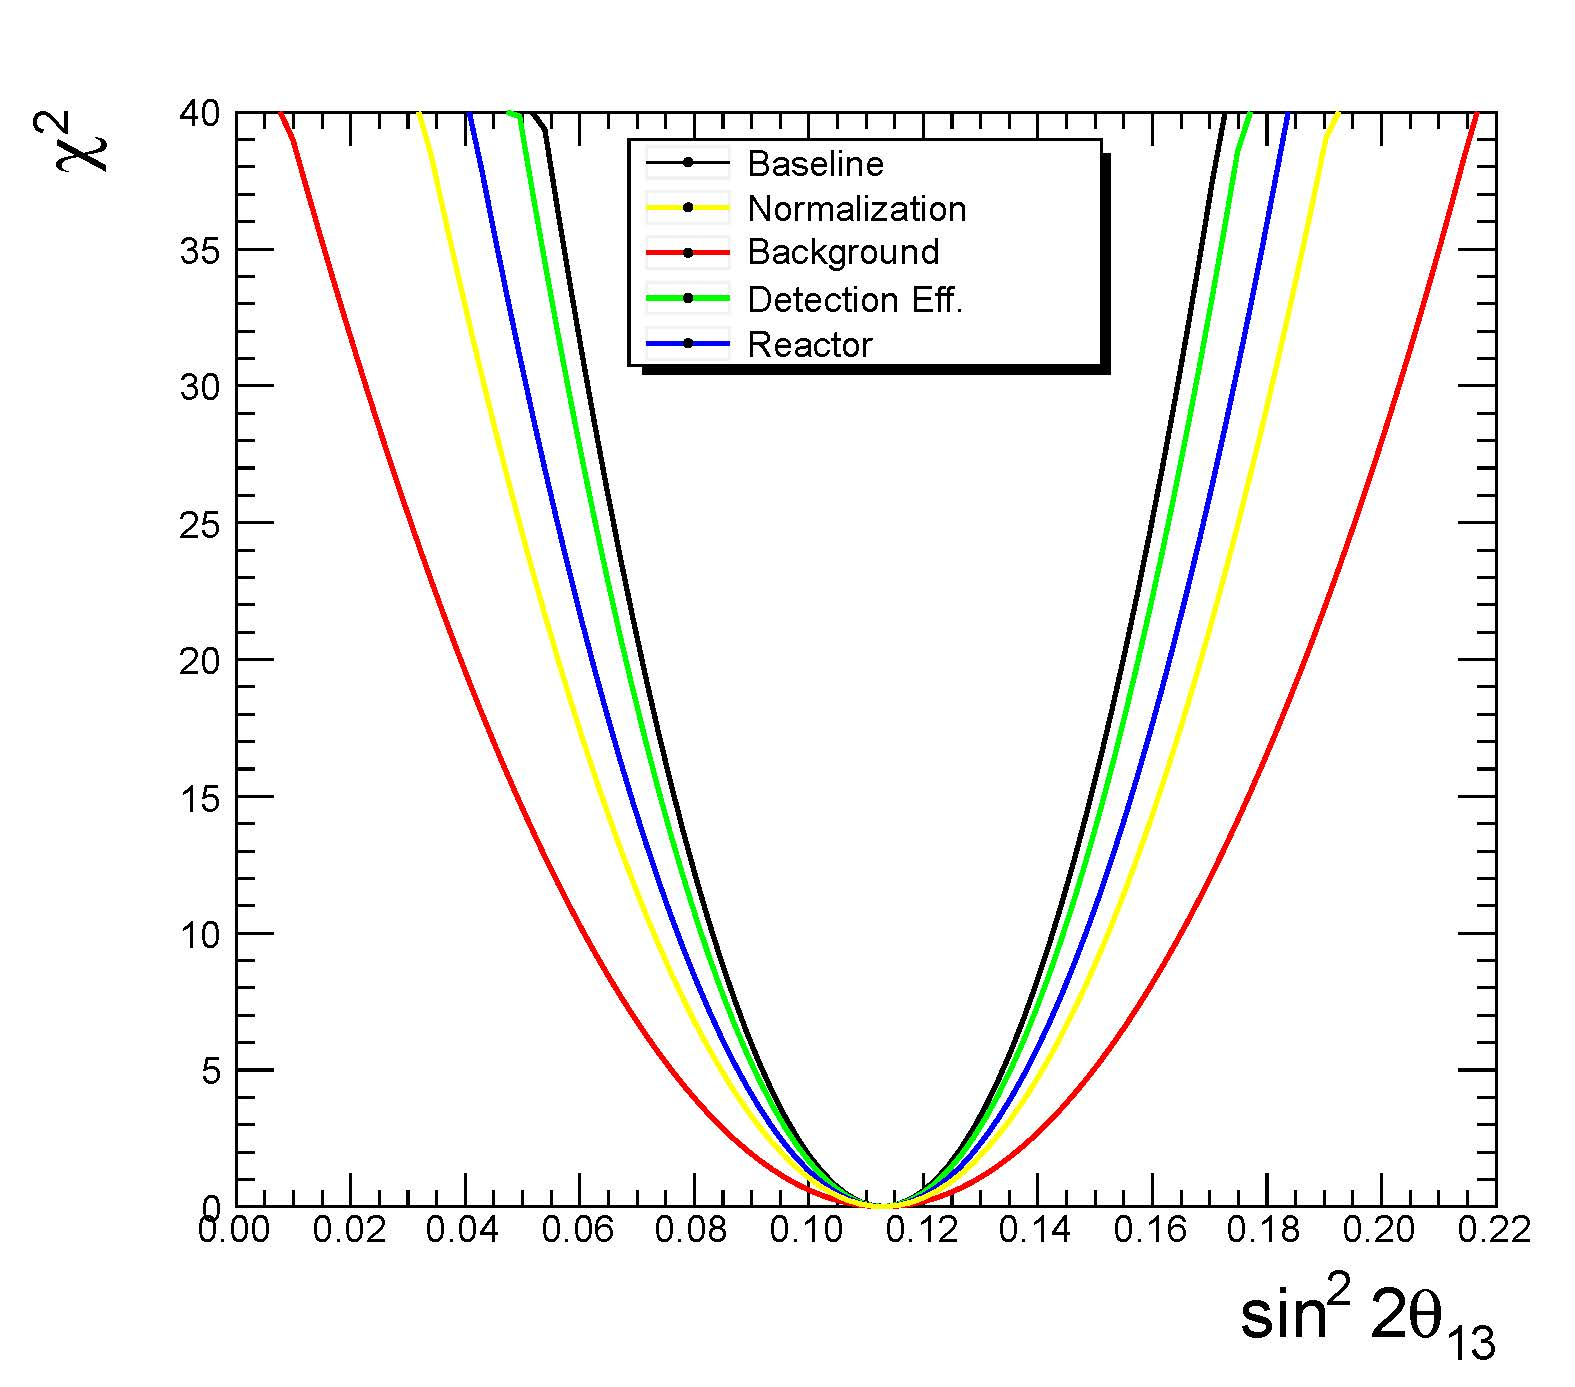 χ²
40
35
30
25
20
15
10
5
0
Baseline
Normalization
Background
Detection Eff.
Reactor
0.00 0.02 0.04 0.06 0.08 0.10 0.12 0.14 0.16 0.18 0.20 0.22
sin² 2θ₁₃